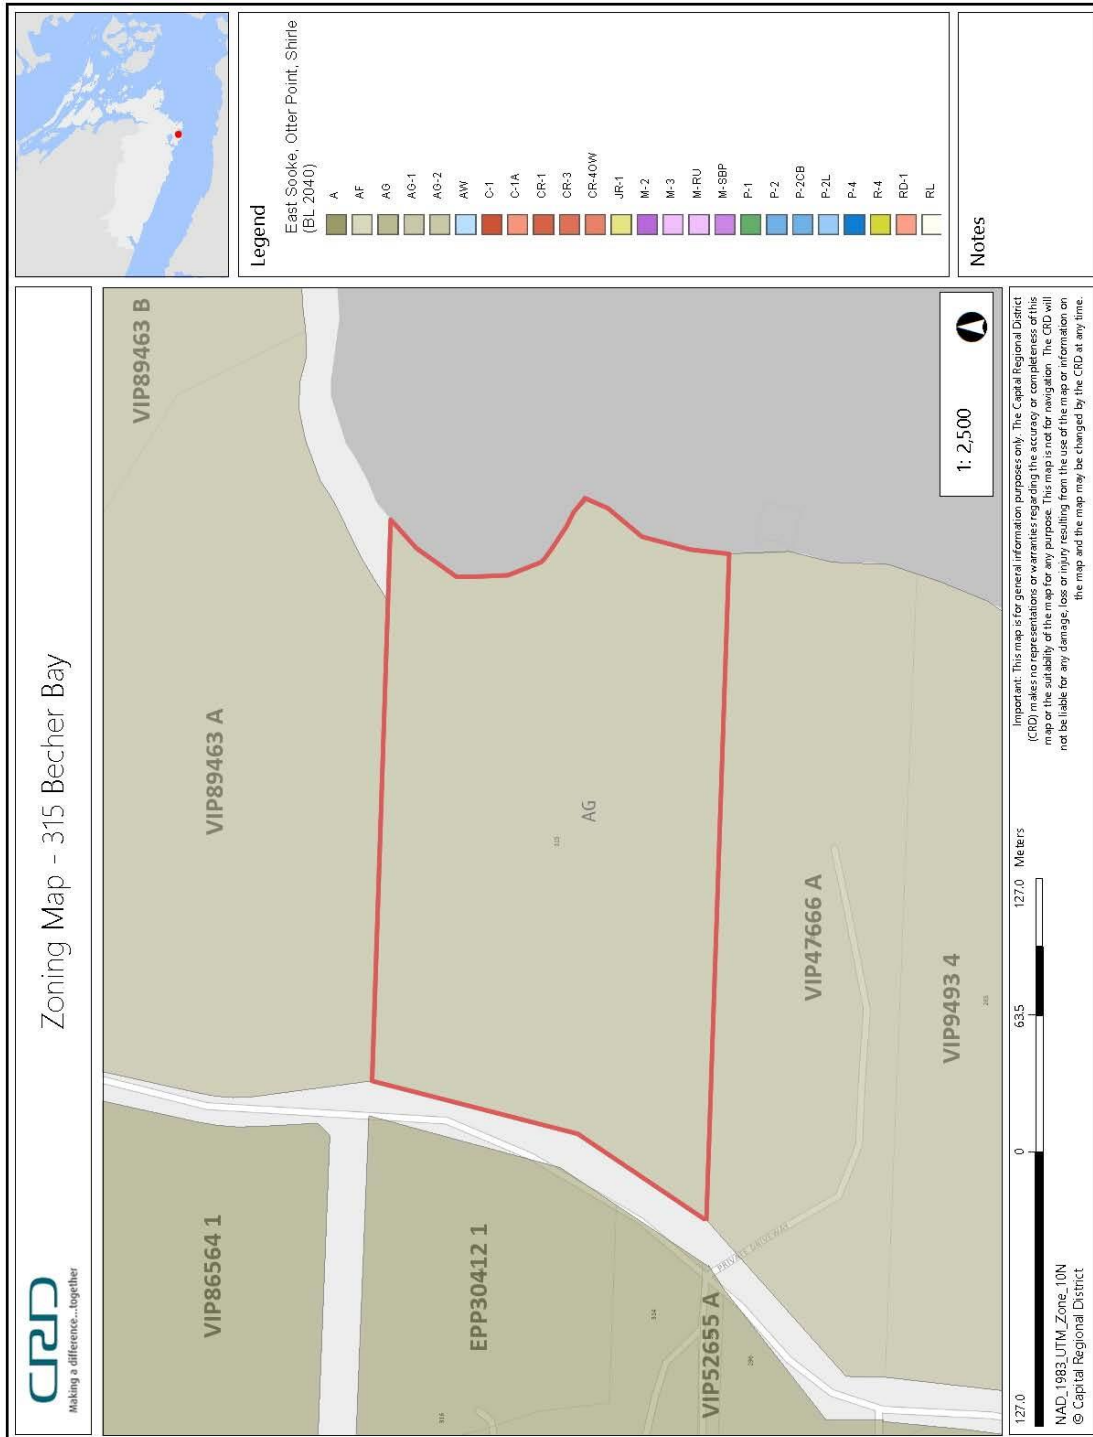 CRD
Making a difference...together
Zoning Map - 315 Becher Bay
VIP86564 1
VIP89463 A
VIP89463 B
EPP30412 1
AG
315
316
314
VIP52655 A
PRIVATE DRIVEWAY
VIP47666 A
VIP9493 4
1: 2,500
Legend
East Sooke, Otter Point, Shirle
(BL 2040)
A
AF
AG
AG-1
AG-2
AW
C-1
C-1A
CR-1
CR-3
CR-40W
JR-1
M-2
M-3
M-RU
M-SBP
P-1
P-2
P-2CB
P-2L
P-4
R-4
RD-1
RL
Notes
127.0
0
63.5
127.0 Meters
NAD_1983_UTM_Zone_10N
© Capital Regional District
Important: This map is for general information purposes only. The Capital Regional District
(CRD) makes no representations or warranties regarding the accuracy or completeness of this
map or the suitability of the map for any purpose. This map is not for navigation. The CRD will
not be liable for any damage, loss or injury resulting from the use of the map or information on
the map and the map may be changed by the CRD at any time.